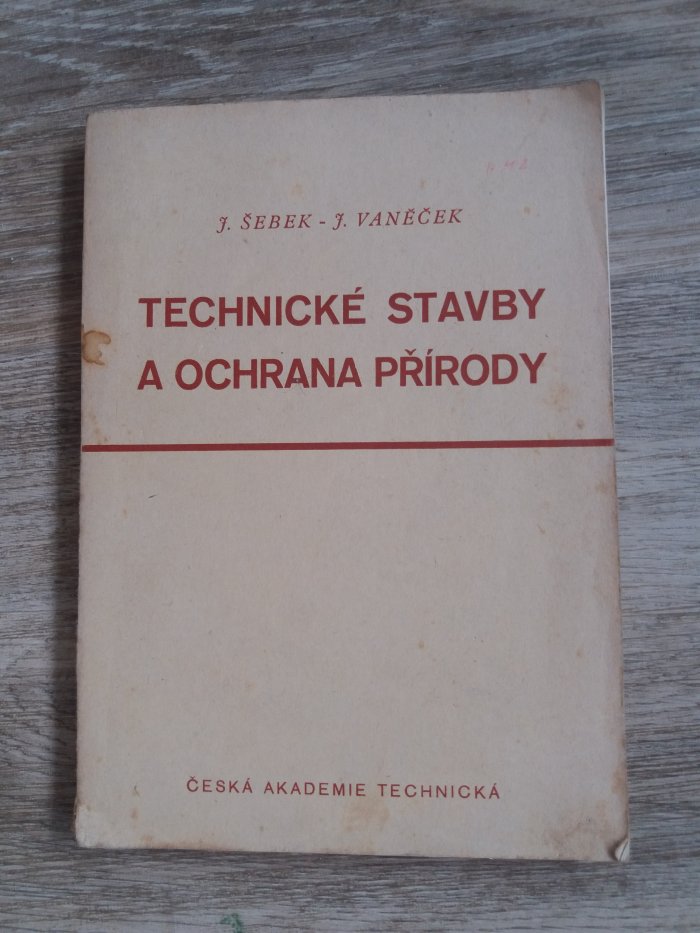 J. ŠEBEK - J. VANĚČEK
TECHNICKÉ STAVBY
A OCHRANA PŘÍRODY
ČESKÁ AKADEMIE TECHNICKÁ